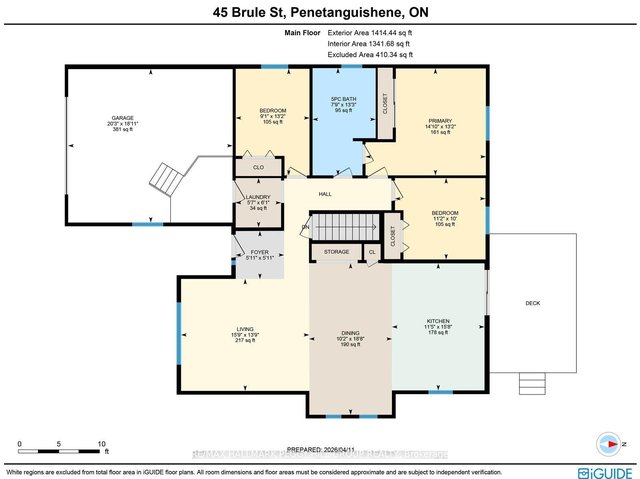 45 Brule St, Penetanguishene, ON
Main Floor Exterior Area 1414.44 sq ft
Interior Area 1341.68 sq ft
Excluded Area 410.34 sq ft
GARAGE
20'3" x 18'11"
381 sq ft
BEDROOM
9'1" x 13'2"
105 sq ft
CLO
5PC BATH
7'9" x 13'3"
95 sq ft
CLOSET
PRIMARY
14'10" x 13'2"
161 sq ft
LAUNDRY
5'7" x 6'1"
34 sq ft
HALL
BEDROOM
11'2" x 10'
105 sq ft
CLOSET
DN
FOYER
5'11" x 5'11"
STORAGE
CL
LIVING
15'9" x 13'9"
217 sq ft
DINING
10'2" x 18'8"
190 sq ft
KITCHEN
11'5" x 15'8"
178 sq ft
DECK
0 5 10
ft
PREPARED: 2026/04/11
N
White regions are excluded from total floor area in iGUIDE floor plans. All room dimensions and floor areas must be considered approximate and are subject to independent verification.
iGUIDE